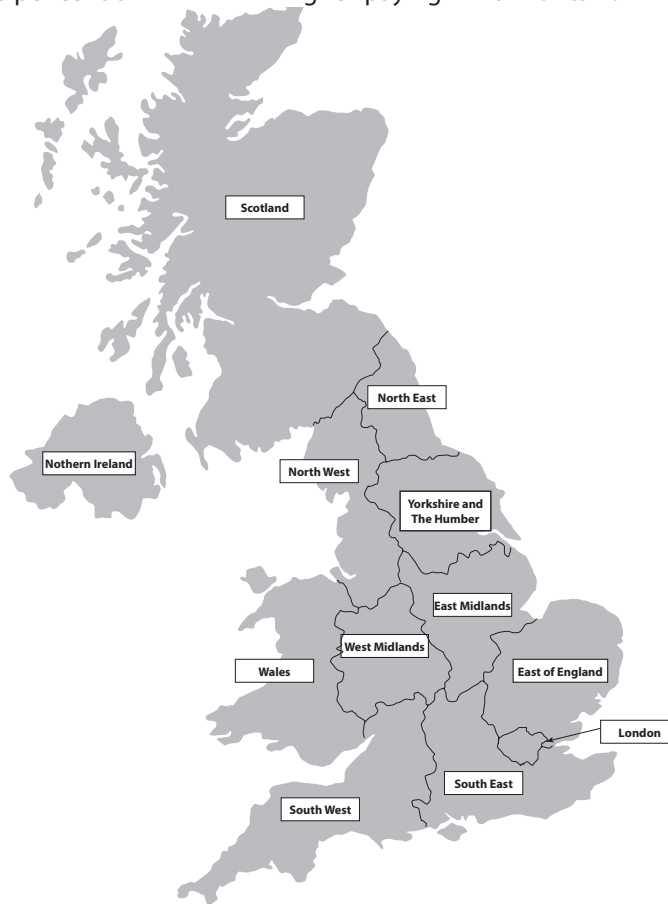 Scotland
North East
Nothern Ireland
North West
Yorkshire and
The Humber
East Midlands
West Midlands
Wales
East of England
London
South East
South West